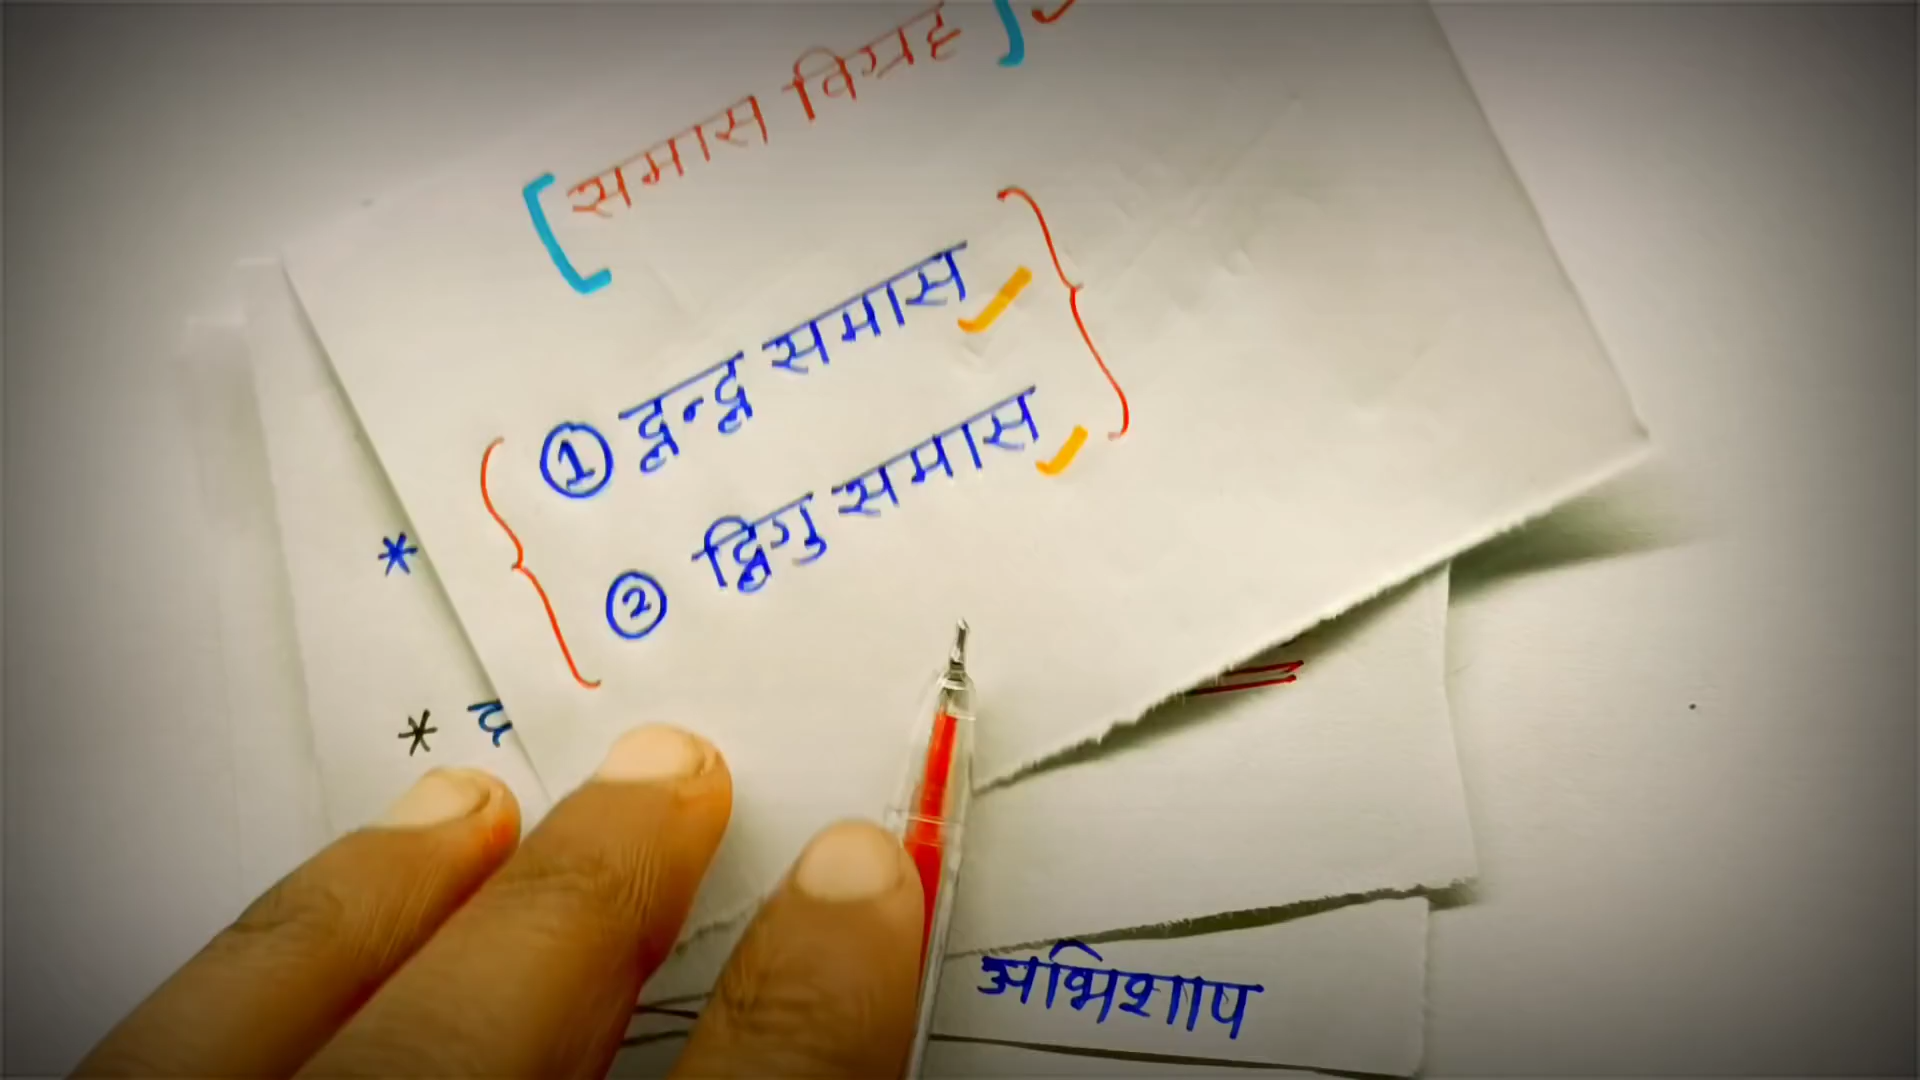 [समास विग्रह]
① द्वन्द्व समास
② द्विगु समास
*
* द
अभिशाप